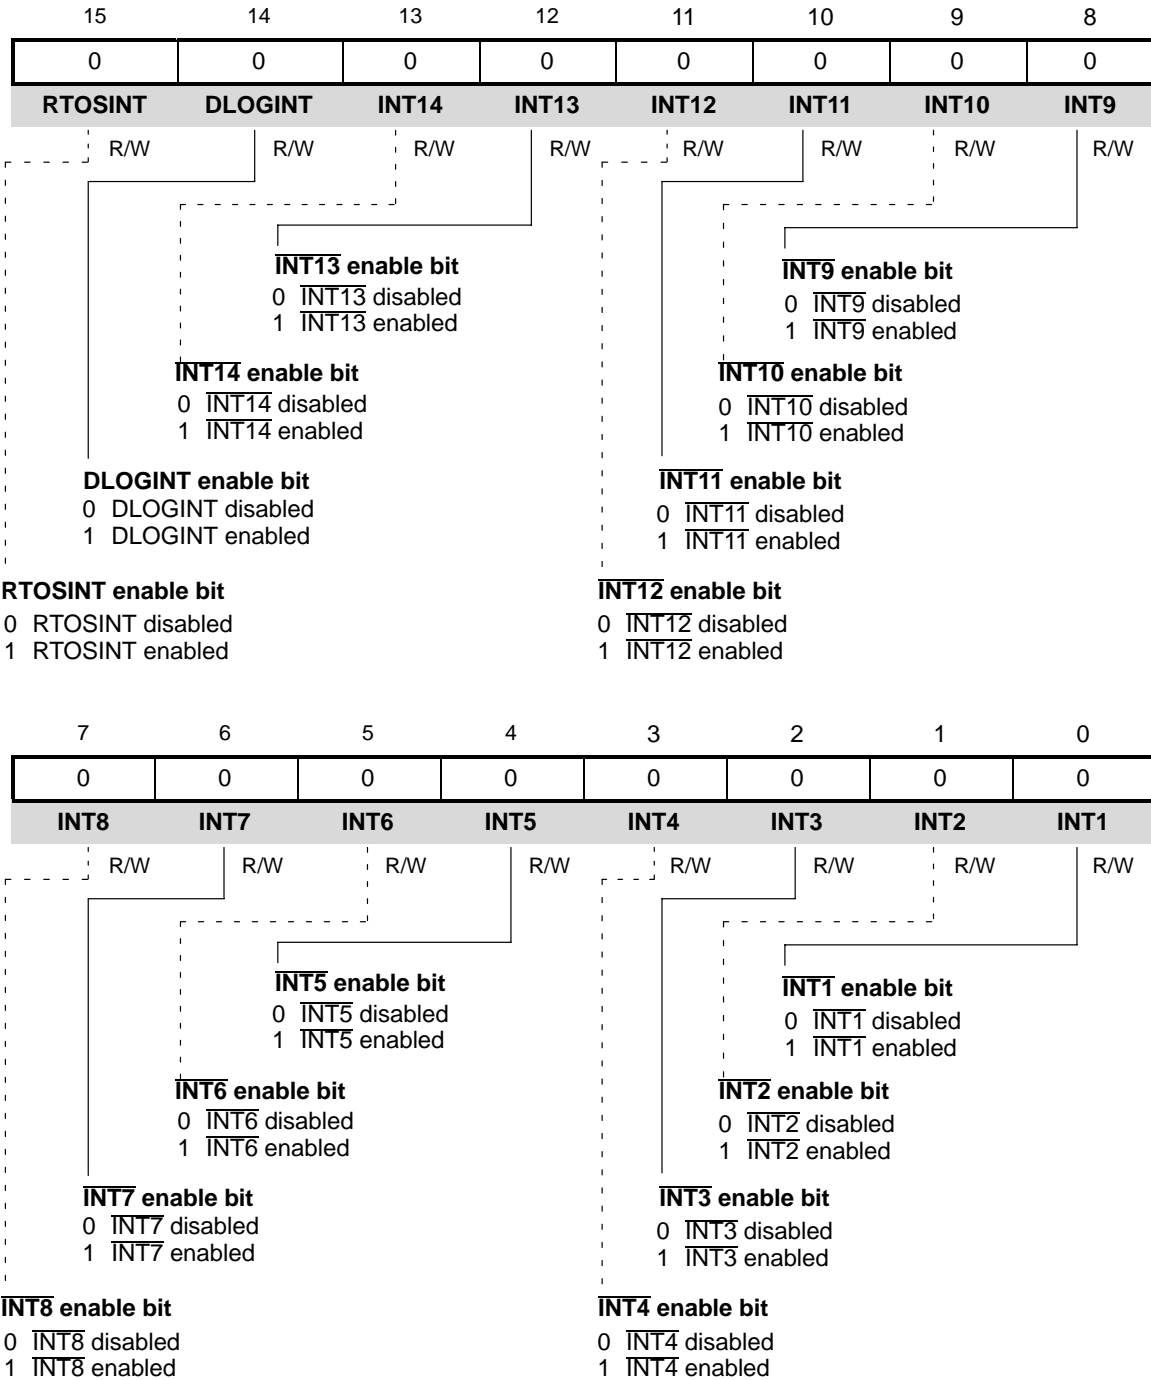 15 14 13 12 11 10 9 8
0 0 0 0 0 0 0 0
RTOSINT DLOGINT INT14 INT13 INT12 INT11 INT10 INT9
R/W R/W R/W R/W R/W R/W R/W R/W
INT13 enable bit
0 INT13 disabled
1 INT13 enabled
INT9 enable bit
0 INT9 disabled
1 INT9 enabled
INT14 enable bit
0 INT14 disabled
1 INT14 enabled
INT10 enable bit
0 INT10 disabled
1 INT10 enabled
DLOGINT enable bit
0 DLOGINT disabled
1 DLOGINT enabled
INT11 enable bit
0 INT11 disabled
1 INT11 enabled
RTOSINT enable bit
0 RTOSINT disabled
1 RTOSINT enabled
INT12 enable bit
0 INT12 disabled
1 INT12 enabled
7 6 5 4 3 2 1 0
0 0 0 0 0 0 0 0
INT8 INT7 INT6 INT5 INT4 INT3 INT2 INT1
R/W R/W R/W R/W R/W R/W R/W R/W
INT5 enable bit
0 INT5 disabled
1 INT5 enabled
INT1 enable bit
0 INT1 disabled
1 INT1 enabled
INT6 enable bit
0 INT6 disabled
1 INT6 enabled
INT2 enable bit
0 INT2 disabled
1 INT2 enabled
INT7 enable bit
0 INT7 disabled
1 INT7 enabled
INT3 enable bit
0 INT3 disabled
1 INT3 enabled
INT8 enable bit
0 INT8 disabled
1 INT8 enabled
INT4 enable bit
0 INT4 disabled
1 INT4 enabled